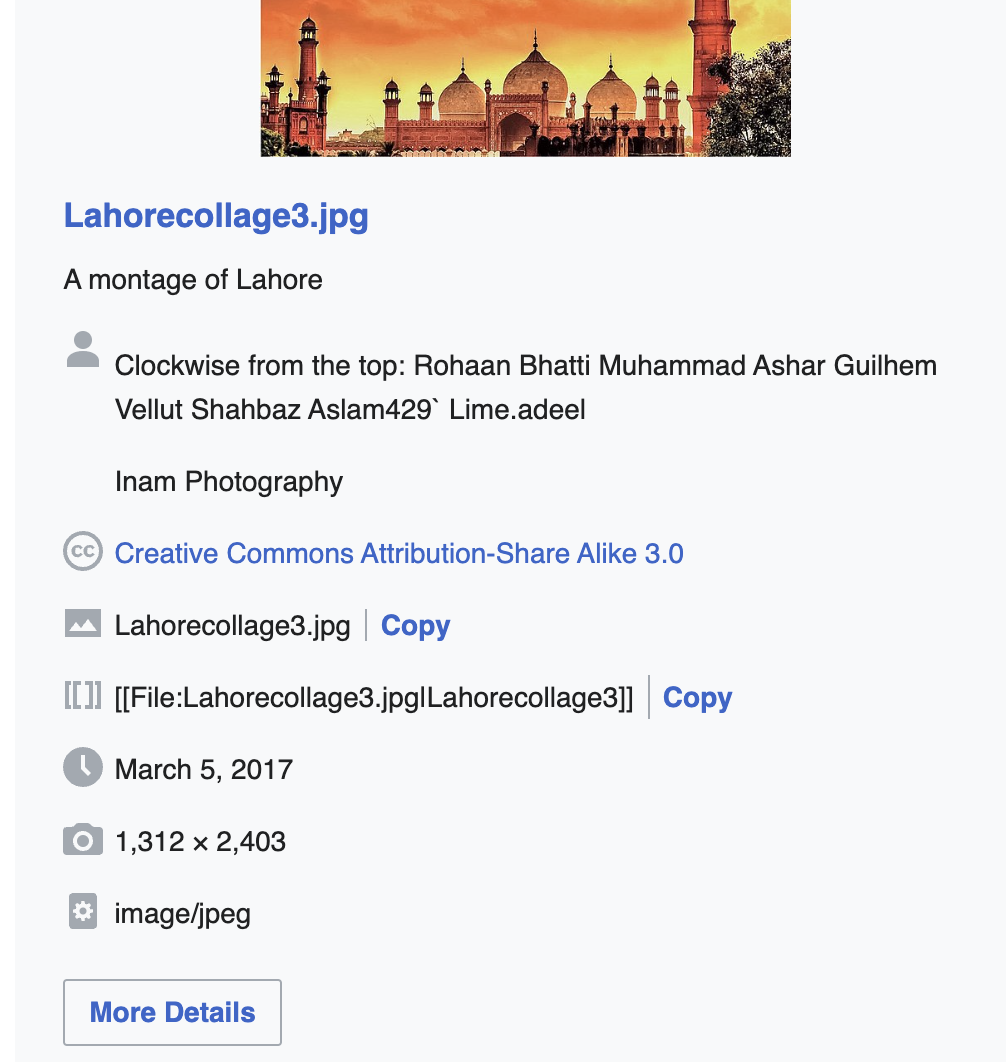 Lahorecollage3.jpg
A montage of Lahore
Clockwise from the top: Rohaan Bhatti Muhammad Ashar Guilhem
Vellut Shahbaz Aslam429` Lime.adeel
Inam Photography
cc Creative Commons Attribution-Share Alike 3.0
Lahorecollage3.jpg | Copy
[[]] [[File:Lahorecollage3.jpg|Lahorecollage3]] | Copy
March 5, 2017
1,312 × 2,403
image/jpeg
More Details